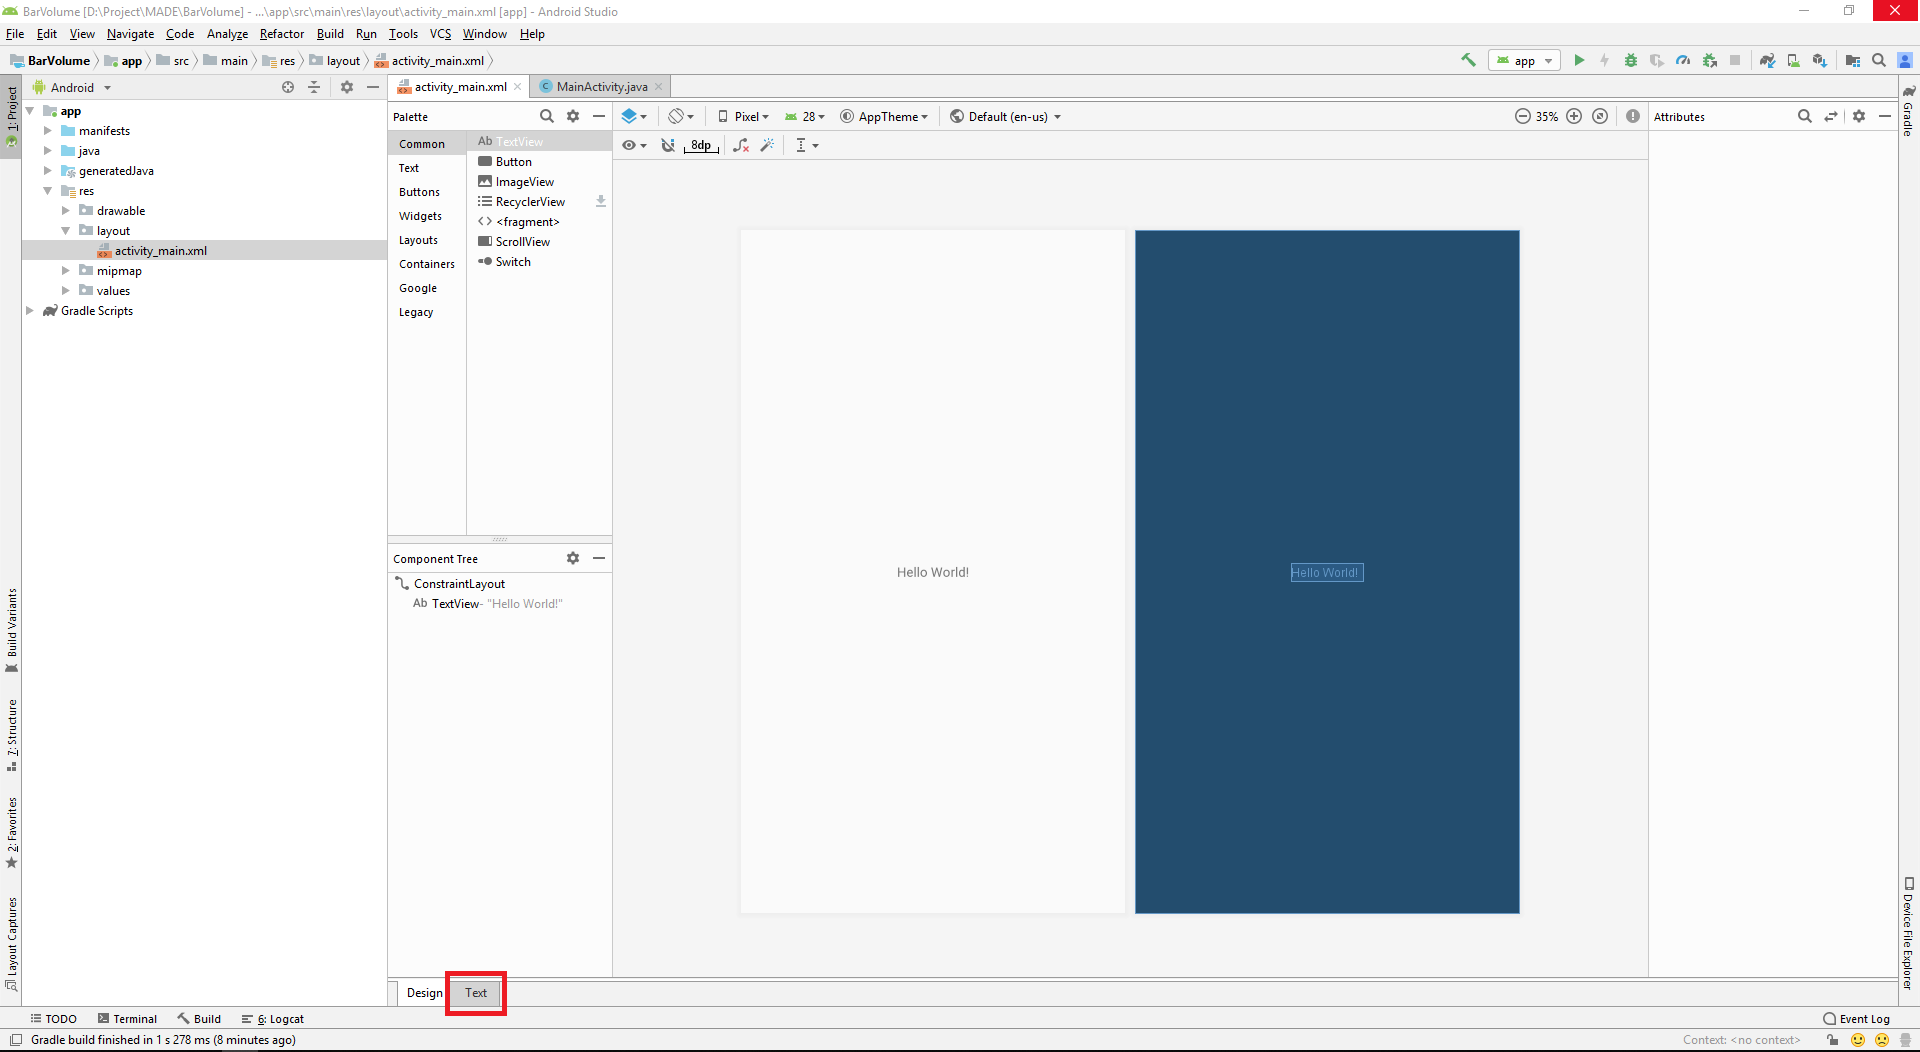 BarVolume [D:\Project\MADE\BarVolume] - ...\app\src\main\res\layout\activity_main.xml [app] - Android Studio
File Edit View Navigate Code Analyze Refactor Build Run Tools VCS Window Help
BarVolume app src main res layout activity_main.xml
app
1: Project
Android
app
manifests
java
generatedJava
res
drawable
layout
activity_main.xml
mipmap
values
Gradle Scripts
Build Variants
7: Structure
2: Favorites
Layout Captures
activity_main.xml MainActivity.java
Palette
Common
Text
Buttons
Widgets
Layouts
Containers
Google
Legacy
Ab TextView
Button
ImageView
RecyclerView
<fragment>
ScrollView
Switch
Component Tree
ConstraintLayout
Ab TextView- "Hello World!"
Pixel 28 AppTheme Default (en-us) 35%
8dp
Hello World!
Hello World!
Attributes
Gradle
Device File Explorer
Design Text
TODO Terminal Build 6: Logcat Event Log
Gradle build finished in 1 s 278 ms (8 minutes ago) Context: <no context>